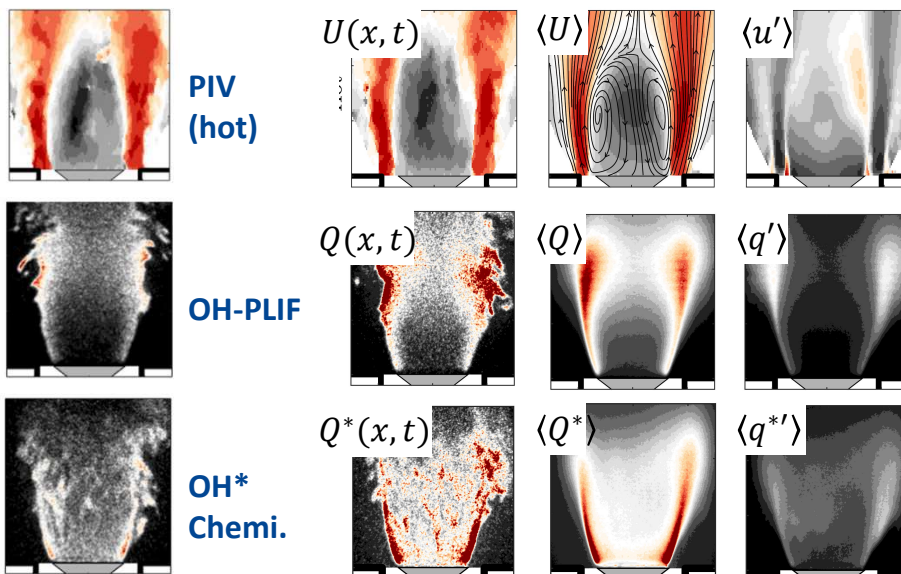 PIV
(hot)
U(x, t)
⟨U⟩
⟨u′⟩
OH-PLIF
Q(x, t)
⟨Q⟩
⟨q′⟩
OH*
Chemi.
Q*(x, t)
⟨Q*⟩
⟨q*′⟩